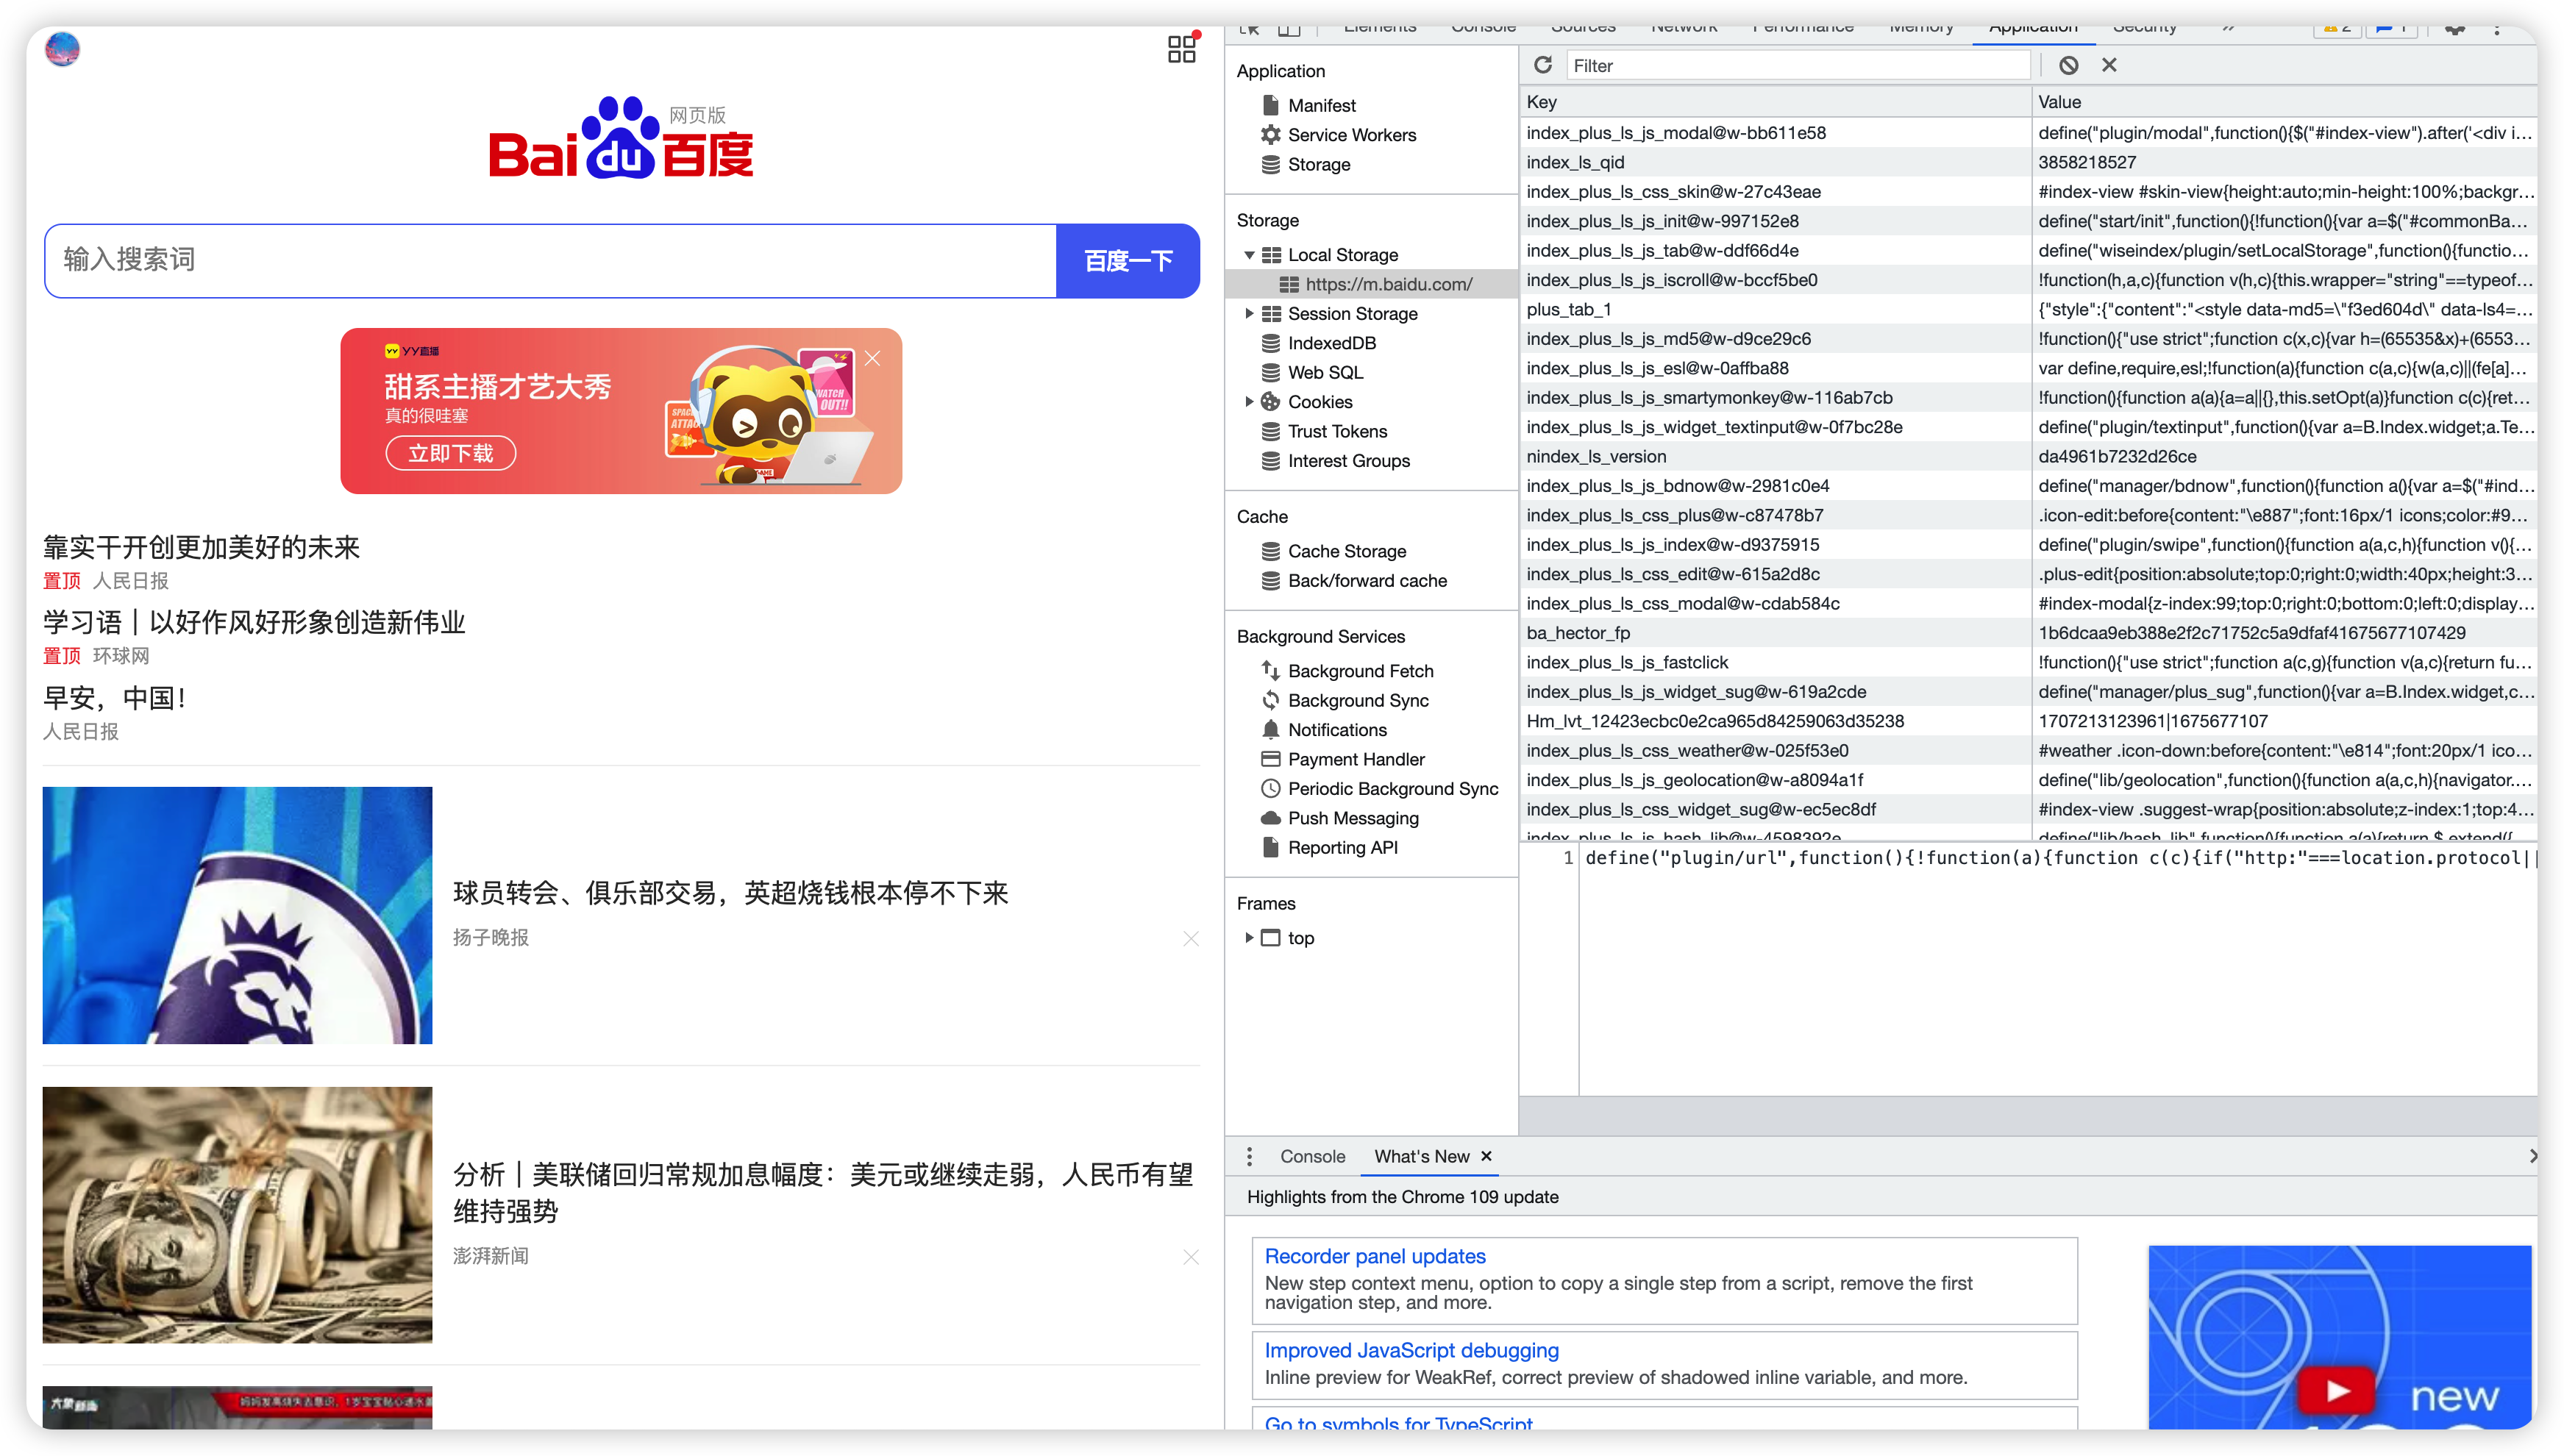 网页版
Bai du 百度
输入搜索词
百度一下
YY直播
甜系主播才艺大秀
真的很哇塞
立即下载
WATCH
OUT!!
SPACE
ATTAC
GAME
靠实干开创更加美好的未来
置顶 人民日报
学习语｜以好作风好形象创造新伟业
置顶 环球网
早安，中国！
人民日报
球员转会、俱乐部交易，英超烧钱根本停不下来
扬子晚报
分析｜美联储回归常规加息幅度：美元或继续走弱，人民币有望
维持强势
澎湃新闻
Elements Console Sources Network Performance Memory Application Security » 2 1
Application
Manifest
Service Workers
Storage
Storage
Local Storage
https://m.baidu.com/
Session Storage
IndexedDB
Web SQL
Cookies
Trust Tokens
Interest Groups
Cache
Cache Storage
Back/forward cache
Background Services
Background Fetch
Background Sync
Notifications
Payment Handler
Periodic Background Sync
Push Messaging
Reporting API
Frames
top
Filter
Key Value
index_plus_ls_js_modal@w-bb611e58 define("plugin/modal",function(){$("#index-view").after('<div i…
index_ls_qid 3858218527
index_plus_ls_css_skin@w-27c43eae #index-view #skin-view{height:auto;min-height:100%;backgr…
index_plus_ls_js_init@w-997152e8 define("start/init",function(){!function(){var a=$("#commonBa…
index_plus_ls_js_tab@w-ddf66d4e define("wiseindex/plugin/setLocalStorage",function(){functio…
index_plus_ls_js_iscroll@w-bccf5be0 !function(h,a,c){function v(h,c){this.wrapper="string"==typeof…
plus_tab_1 {"style":{"content":"<style data-md5=\"f3ed604d\" data-ls4=…
index_plus_ls_js_md5@w-d9ce29c6 !function(){"use strict";function c(x,c){var h=(65535&x)+(6553…
index_plus_ls_js_esl@w-0affba88 var define,require,esl;!function(a){function c(a,c){w(a,c)||(fe[a]…
index_plus_ls_js_smartymonkey@w-116ab7cb !function(){function a(a){a=a||{},this.setOpt(a)}function c(c){ret…
index_plus_ls_js_widget_textinput@w-0f7bc28e define("plugin/textinput",function(){var a=B.Index.widget;a.Te…
nindex_ls_version da4961b7232d26ce
index_plus_ls_js_bdnow@w-2981c0e4 define("manager/bdnow",function(){function a(){var a=$("#ind…
index_plus_ls_css_plus@w-c87478b7 .icon-edit:before{content:"\e887";font:16px/1 icons;color:#9…
index_plus_ls_js_index@w-d9375915 define("plugin/swipe",function(){function a(a,c,h){function v(){…
index_plus_ls_css_edit@w-615a2d8c .plus-edit{position:absolute;top:0;right:0;width:40px;height:3…
index_plus_ls_css_modal@w-cdab584c #index-modal{z-index:99;top:0;right:0;bottom:0;left:0;display…
ba_hector_fp 1b6dcaa9eb388e2f2c71752c5a9dfaf41675677107429
index_plus_ls_js_fastclick !function(){"use strict";function a(c,g){function v(a,c){return fu…
index_plus_ls_js_widget_sug@w-619a2cde define("manager/plus_sug",function(){var a=B.Index.widget,c…
Hm_lvt_12423ecbc0e2ca965d84259063d35238 1707213123961|1675677107
index_plus_ls_css_weather@w-025f53e0 #weather .icon-down:before{content:"\e814";font:20px/1 ico…
index_plus_ls_js_geolocation@w-a8094a1f define("lib/geolocation",function(){function a(a,c,h){navigator.…
index_plus_ls_css_widget_sug@w-ec5ec8df #index-view .suggest-wrap{position:absolute;z-index:1;top:4…
index_plus_ls_js_hash_lib@w-4598392e define("lib/hash_lib",function(){function a(a){return $.extend({
1 define("plugin/url",function(){!function(a){function c(c){if("http:"===location.protocol||
Console What's New ×
Highlights from the Chrome 109 update
Recorder panel updates
New step context menu, option to copy a single step from a script, remove the first
navigation step, and more.
Improved JavaScript debugging
Inline preview for WeakRef, correct preview of shadowed inline variable, and more.
Go to symbols for TypeScript
new